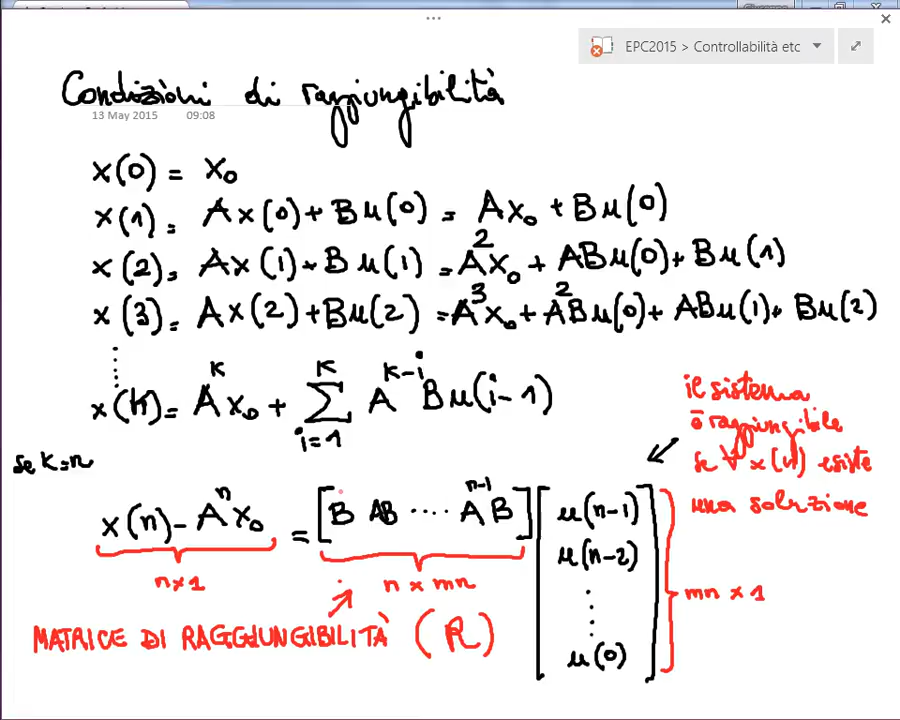 EPC2015 > Controllabilità etc
Condizioni di raggiungibilità
13 May 2015 09:08
x(0) = x₀
x(1) = Ax(0) + Bu(0) = Ax₀ + Bu(0)
x(2) = Ax(1) + Bu(1) = A²x₀ + ABu(0) + Bu(1)
x(3) = Ax(2) + Bu(2) = A³x₀ + A²Bu(0) + ABu(1) + Bu(2)
⋮
x(k) = Aᵏx₀ + ∑ᵢ₌₁ᵏ Aᵏ⁻ⁱBu(i-1)
il sistema
è raggiungibile
se ∀ x(n) esiste
una soluzione
se k=n
x(n) - Aⁿx₀ = [B AB ···· Aⁿ⁻¹B] [u(n-1)
u(n-2)
⋮
u(0)]
n×1
n × mn
mn × 1
MATRICE DI RAGGIUNGIBILITÀ (R)